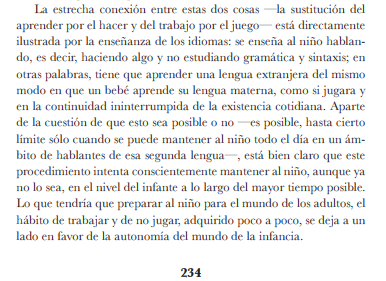 La estrecha conexión entre estas dos cosas —la sustitución del
aprender por el hacer y del trabajo por el juego— está directamente
ilustrada por la enseñanza de los idiomas: se enseña al niño hablan-
do, es decir, haciendo algo y no estudiando gramática y sintaxis; en
otras palabras, tiene que aprender una lengua extranjera del mismo
modo en que un bebé aprende su lengua materna, como si jugara y
en la continuidad ininterrumpida de la existencia cotidiana. Aparte
de la cuestión de que esto sea posible o no —es posible, hasta cierto
límite sólo cuando se puede mantener al niño todo el día en un ám-
bito de hablantes de esa segunda lengua—, está bien claro que este
procedimiento intenta conscientemente mantener al niño, aunque ya
no lo sea, en el nivel del infante a lo largo del mayor tiempo posible.
Lo que tendría que preparar al niño para el mundo de los adultos, el
hábito de trabajar y de no jugar, adquirido poco a poco, se deja a un
lado en favor de la autonomía del mundo de la infancia.
234